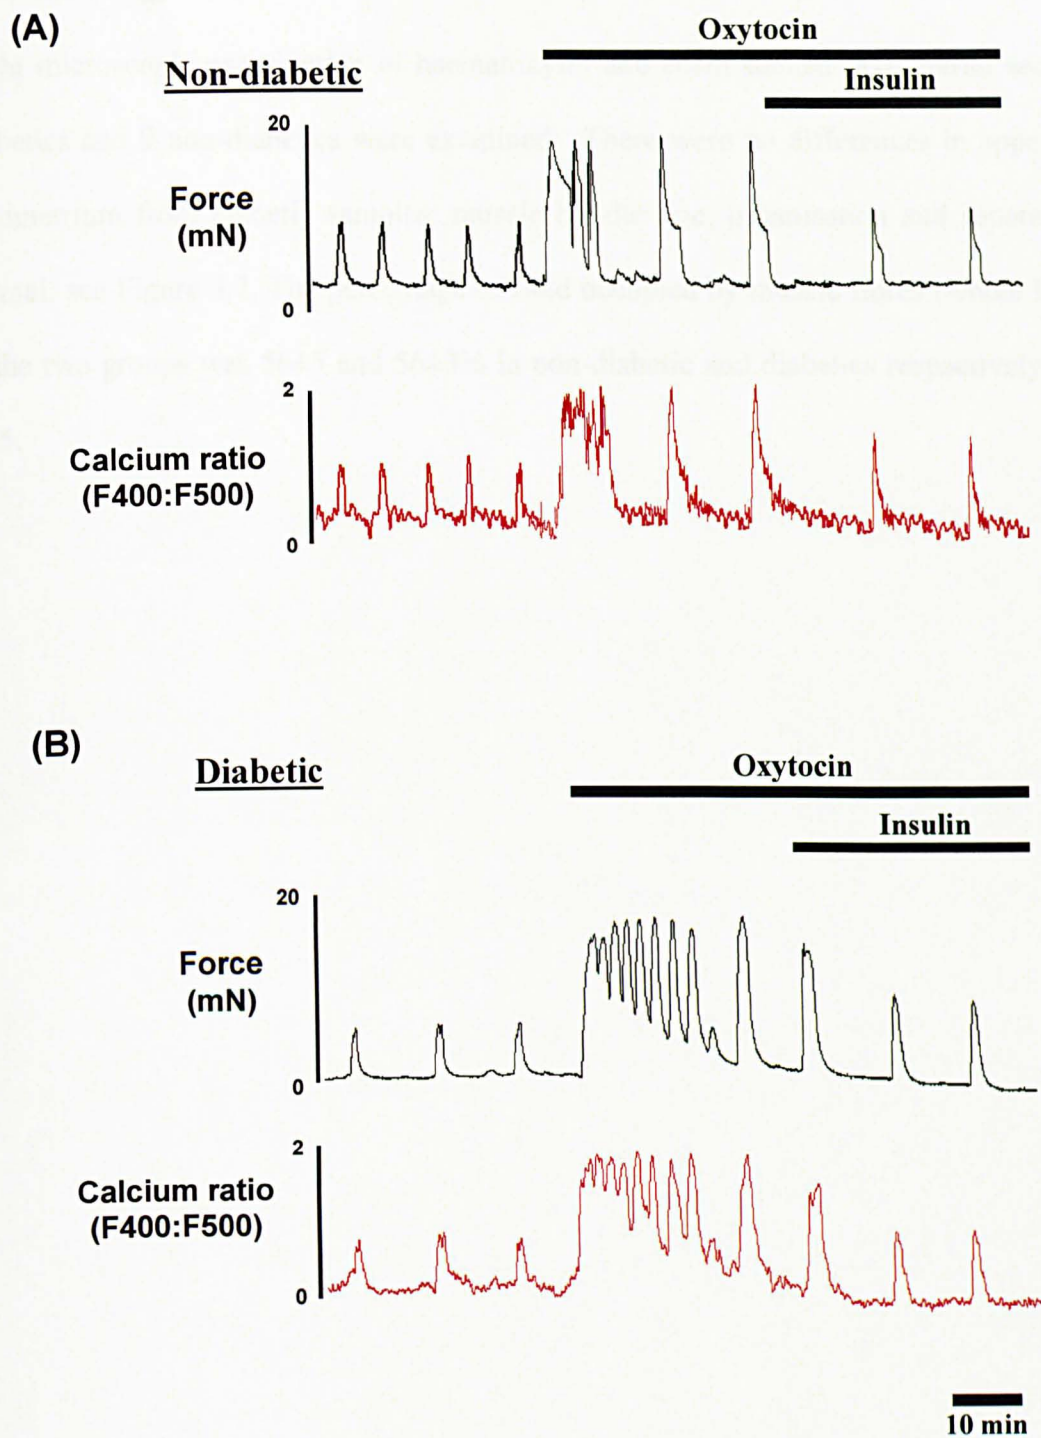 (A)
Oxytocin
Non-diabetic
Insulin
20
Force
(mN)
0
2
Calcium ratio
(F400:F500)
0
(B)
Diabetic
Oxytocin
Insulin
20
Force
(mN)
0
2
Calcium ratio
(F400:F500)
0
10 min